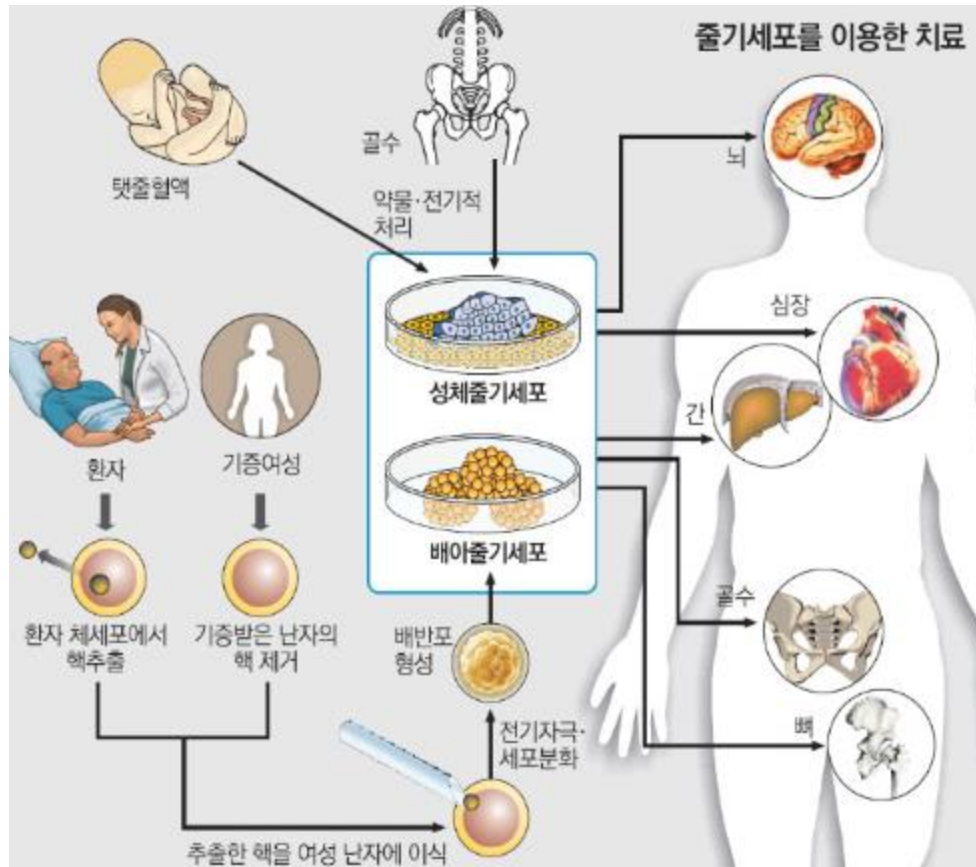 줄기세포를 이용한 치료
탯줄혈액
골수
약물·전기적
처리
뇌
심장
간
골수
뼈
성체줄기세포
배아줄기세포
환자
기증여성
환자 체세포에서
핵추출
기증받은 난자의
핵 제거
배반포
형성
전기자극·
세포분화
추출한 핵을 여성 난자에 이식